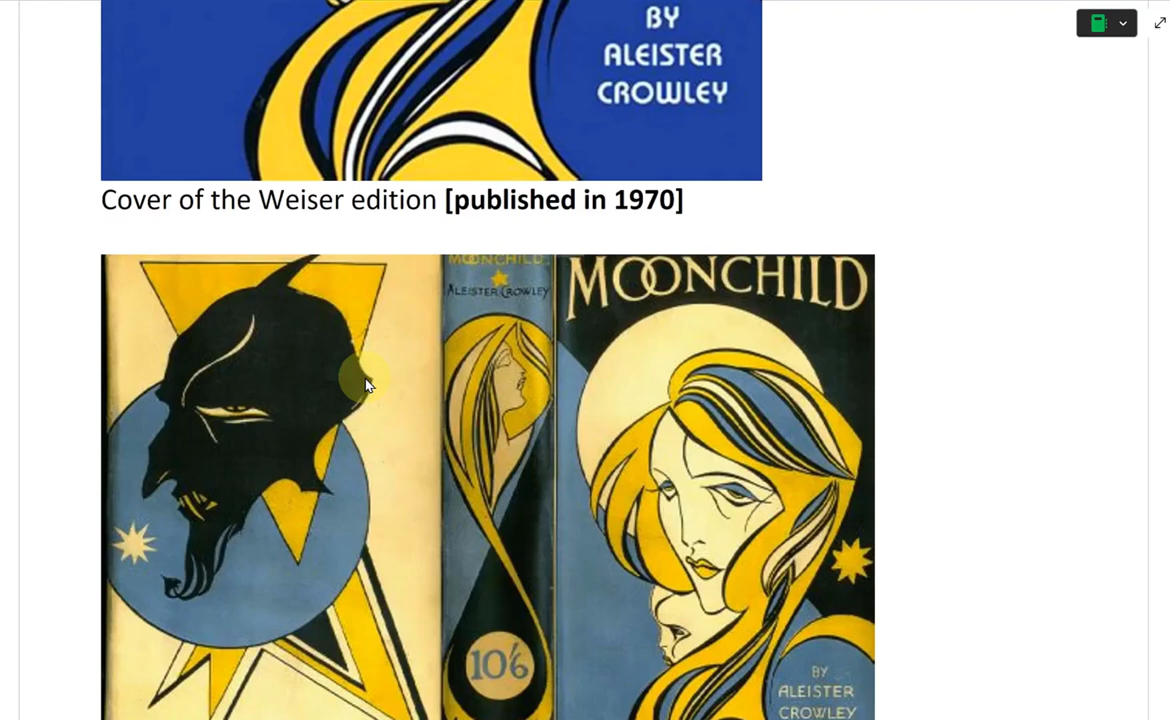 BY
ALEISTER
CROWLEY
Cover of the Weiser edition [published in 1970]
MOONCHILD
ALEISTER CROWLEY
10'6
MOONCHILD
BY
ALEISTER
CROWLEY